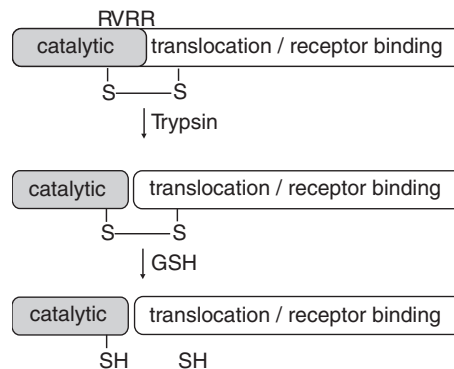 RVRR
catalytic translocation / receptor binding
S S
Trypsin
catalytic translocation / receptor binding
S S
GSH
catalytic translocation / receptor binding
SH SH